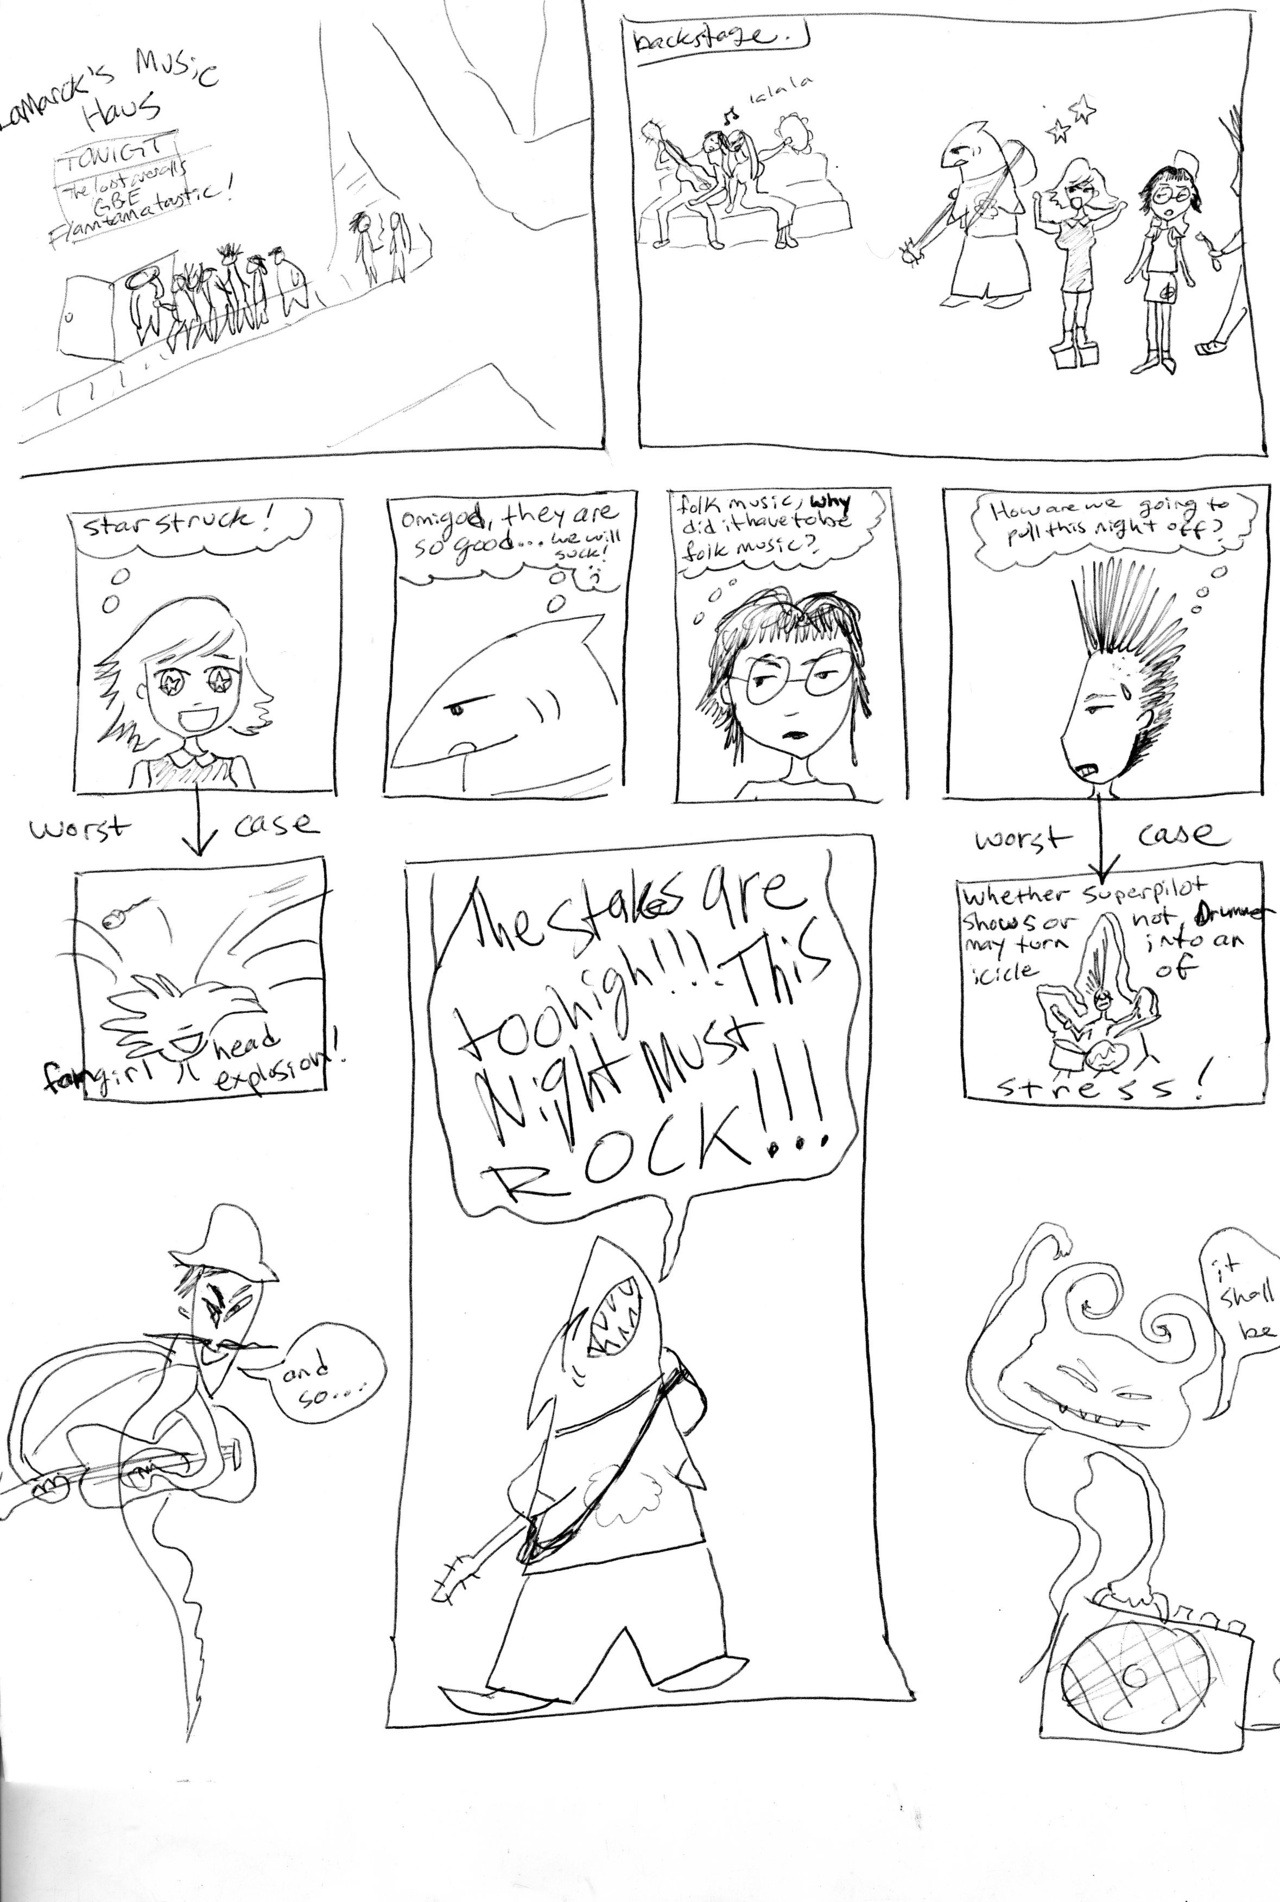 LaMarck's Music
Haus
TONIGT
The lost overalls
GBE
Flamtamatastic!
backstage.
lalala
starstruck!
omigod, they are
so good... we will
suck!
folk music, why
did it have to be
folk music?
How are we going to
pull this night off?
worst case
worst case
fangirl head
explosion!
The stakes are
too high!!! This
Night Must
ROCK!!!
Whether Superpilot
shows or not, Drummer
may turn into an
icicle of
stress!
and
so....
it
shall
be